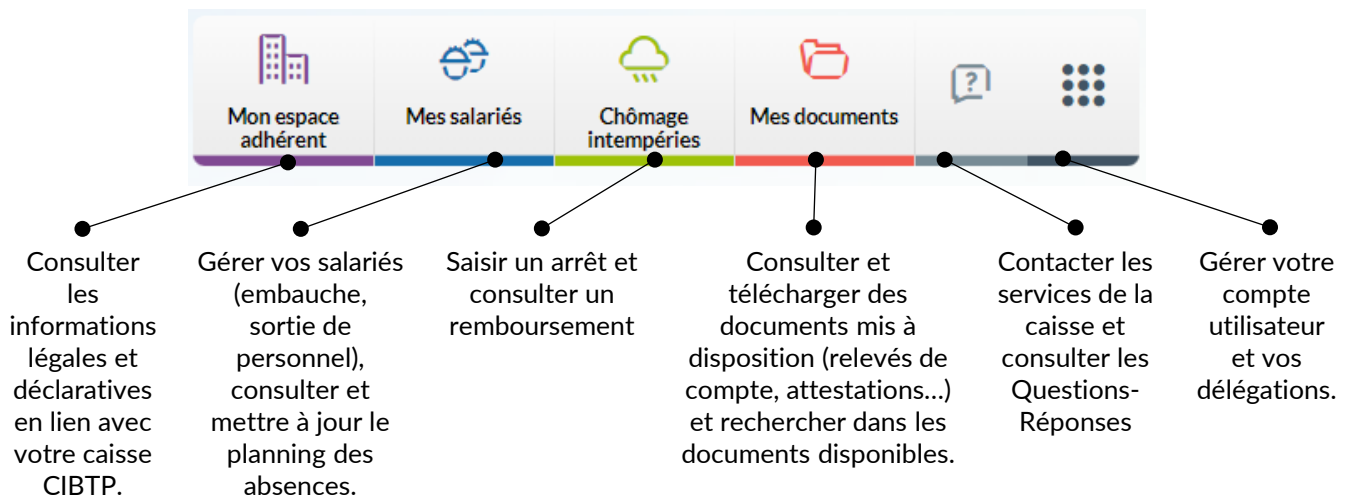 Mon espace
adhérent
Mes salariés
Chômage
intempéries
Mes documents
?
Consulter
les
informations
légales et
déclaratives
en lien avec
votre caisse
CIBTP.
Gérer vos salariés
(embauche,
sortie de
personnel),
consulter et
mettre à jour le
planning des
absences.
Saisir un arrêt et
consulter un
remboursement
Consulter et
télécharger des
documents mis à
disposition (relevés de
compte, attestations...)
et rechercher dans les
documents disponibles.
Contacter les
services de la
caisse et
consulter les
Questions-
Réponses
Gérer votre
compte
utilisateur
et vos
délégations.